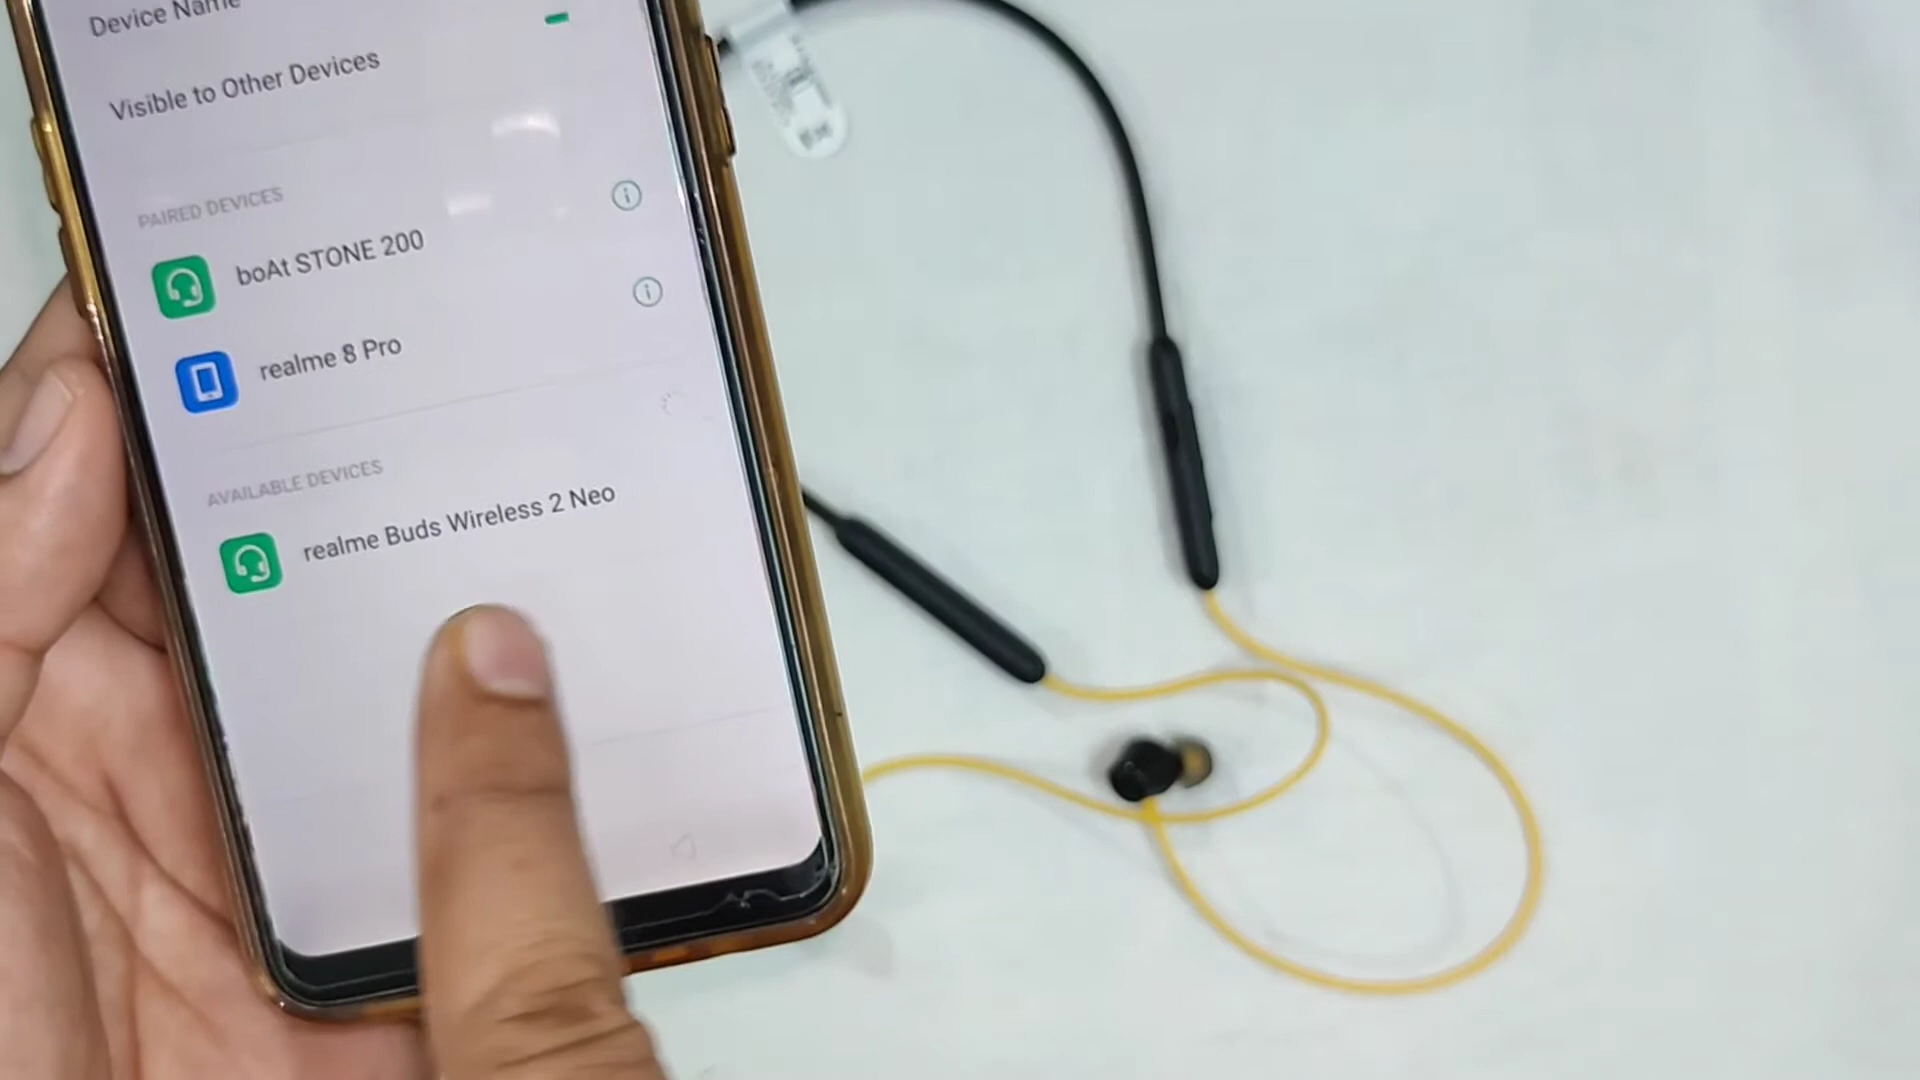 Device Name
Visible to Other Devices
PAIRED DEVICES
boAt STONE 200
realme 8 Pro
AVAILABLE DEVICES
realme Buds Wireless 2 Neo